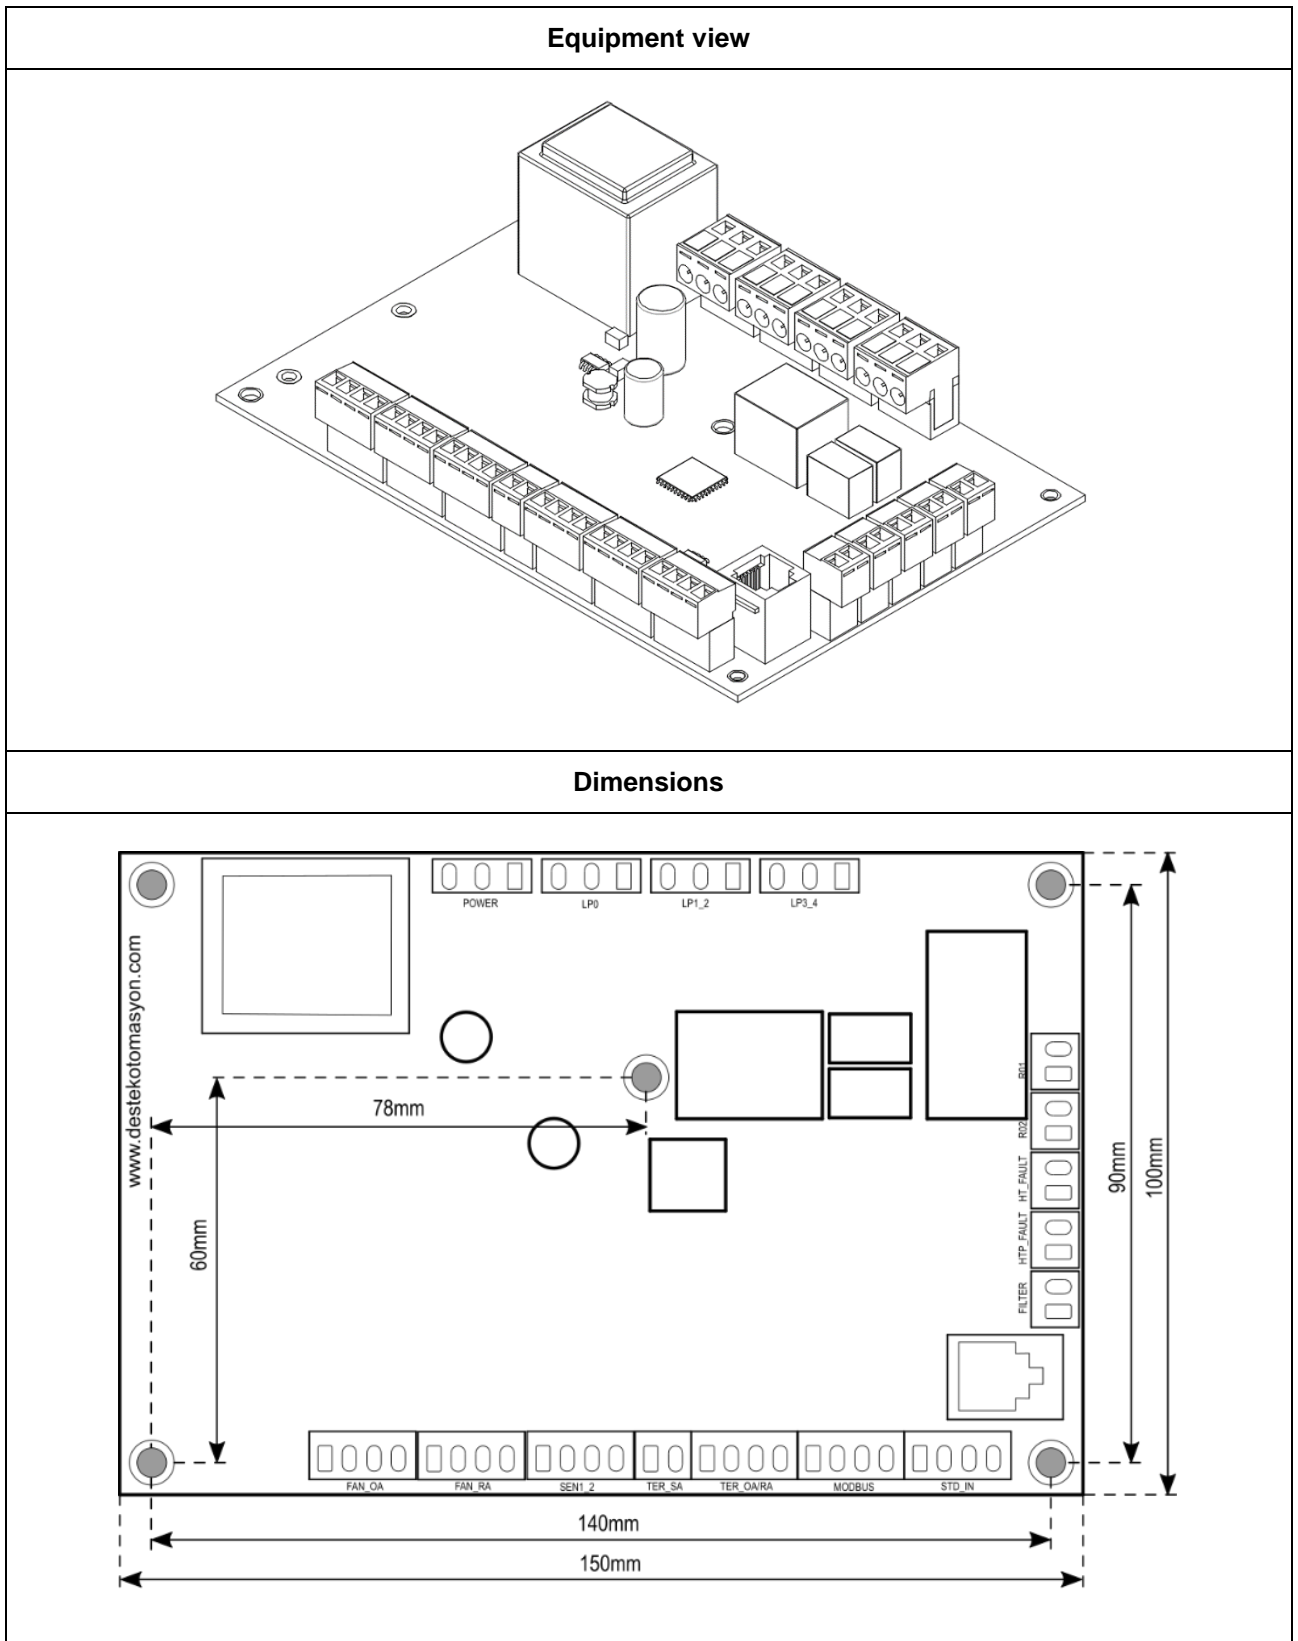 Equipment view
Dimensions
POWER
LP0
LP1_2
LP3_4
www.destekotomasyon.com
R01
R02
HT_FAULT
HTP_FAULT
FILTER
78mm
60mm
90mm
100mm
FAN_OA
FAN_RA
SEN1_2
TER_SA
TER_OA/RA
MODBUS
STD_IN
140mm
150mm